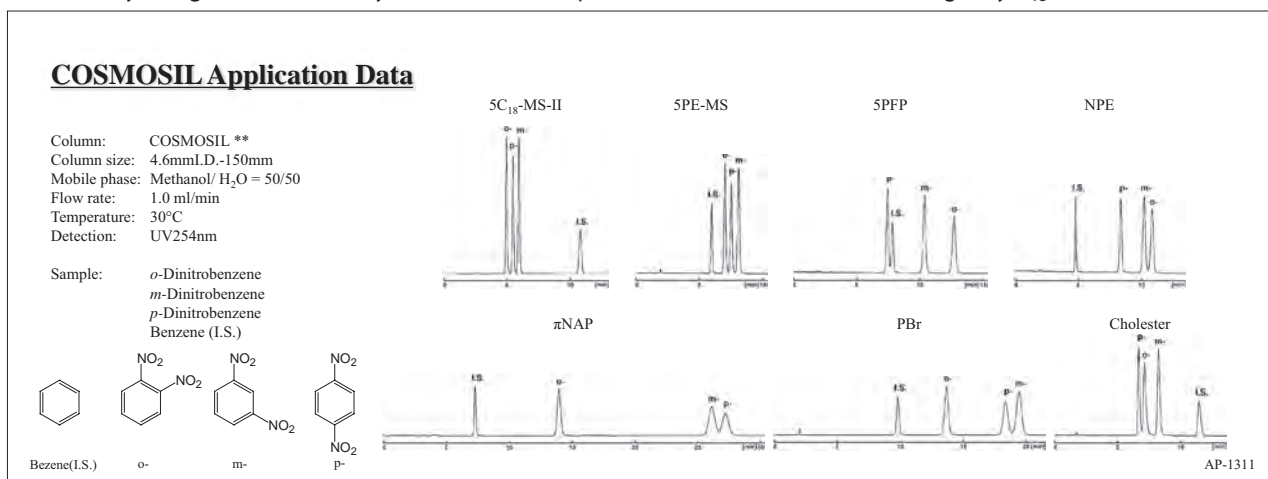 COSMOSIL Application Data
Column: COSMOSIL **
Column size: 4.6mmI.D.-150mm
Mobile phase: Methanol/ H₂O = 50/50
Flow rate: 1.0 ml/min
Temperature: 30°C
Detection: UV254nm
Sample: o-Dinitrobenzene
m-Dinitrobenzene
p-Dinitrobenzene
Benzene (I.S.)
NO₂
NO₂
NO₂
NO₂
NO₂
NO₂
Bezene(I.S.) o- m- p-
5C₁₈-MS-II
o- m-
p-
I.S.
5PE-MS
o-
m-
p-
I.S.
5PFP
p-
I.S.
m-
o-
NPE
I.S.
p-
m-
o-
πNAP
I.S.
o-
m- p-
PBr
I.S.
o-
p-
m-
Cholester
p-
o-
m-
I.S.
AP-1311